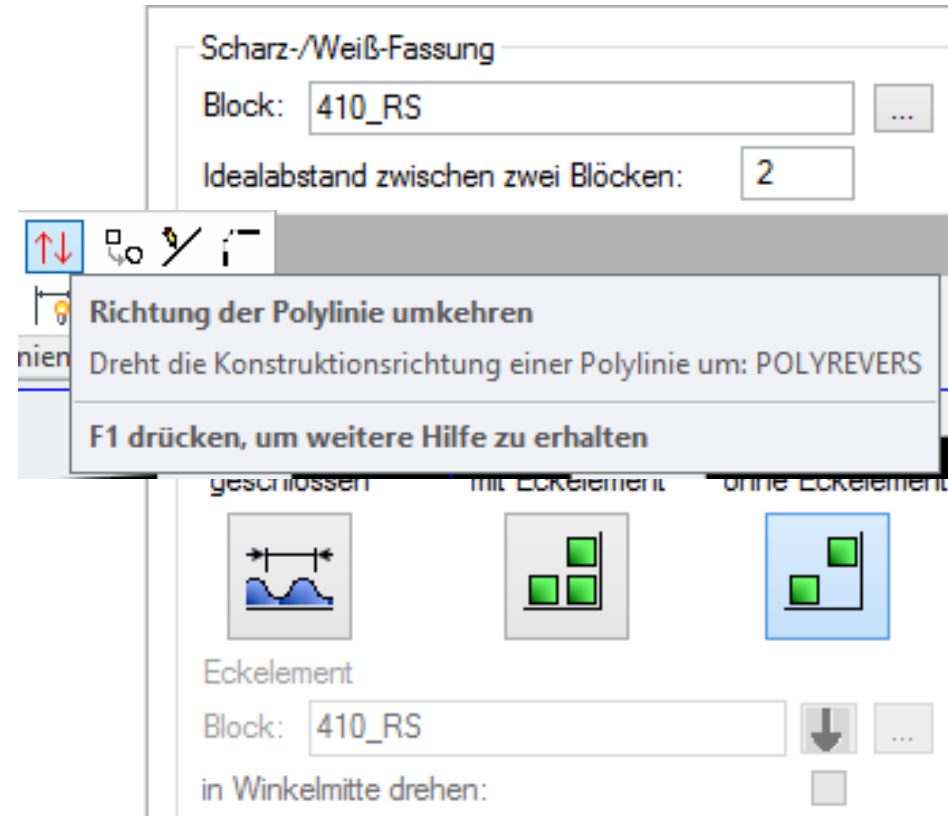 Scharz-/Weiß-Fassung
Block: 410_RS ...
Idealabstand zwischen zwei Blöcken: 2
Richtung der Polylinie umkehren
nien
Dreht die Konstruktionsrichtung einer Polylinie um: POLYREVERS
F1 drücken, um weitere Hilfe zu erhalten
geschlossen mit Eckelement ohne Eckelement
Eckelement
Block: 410_RS ...
in Winkelmitte drehen: